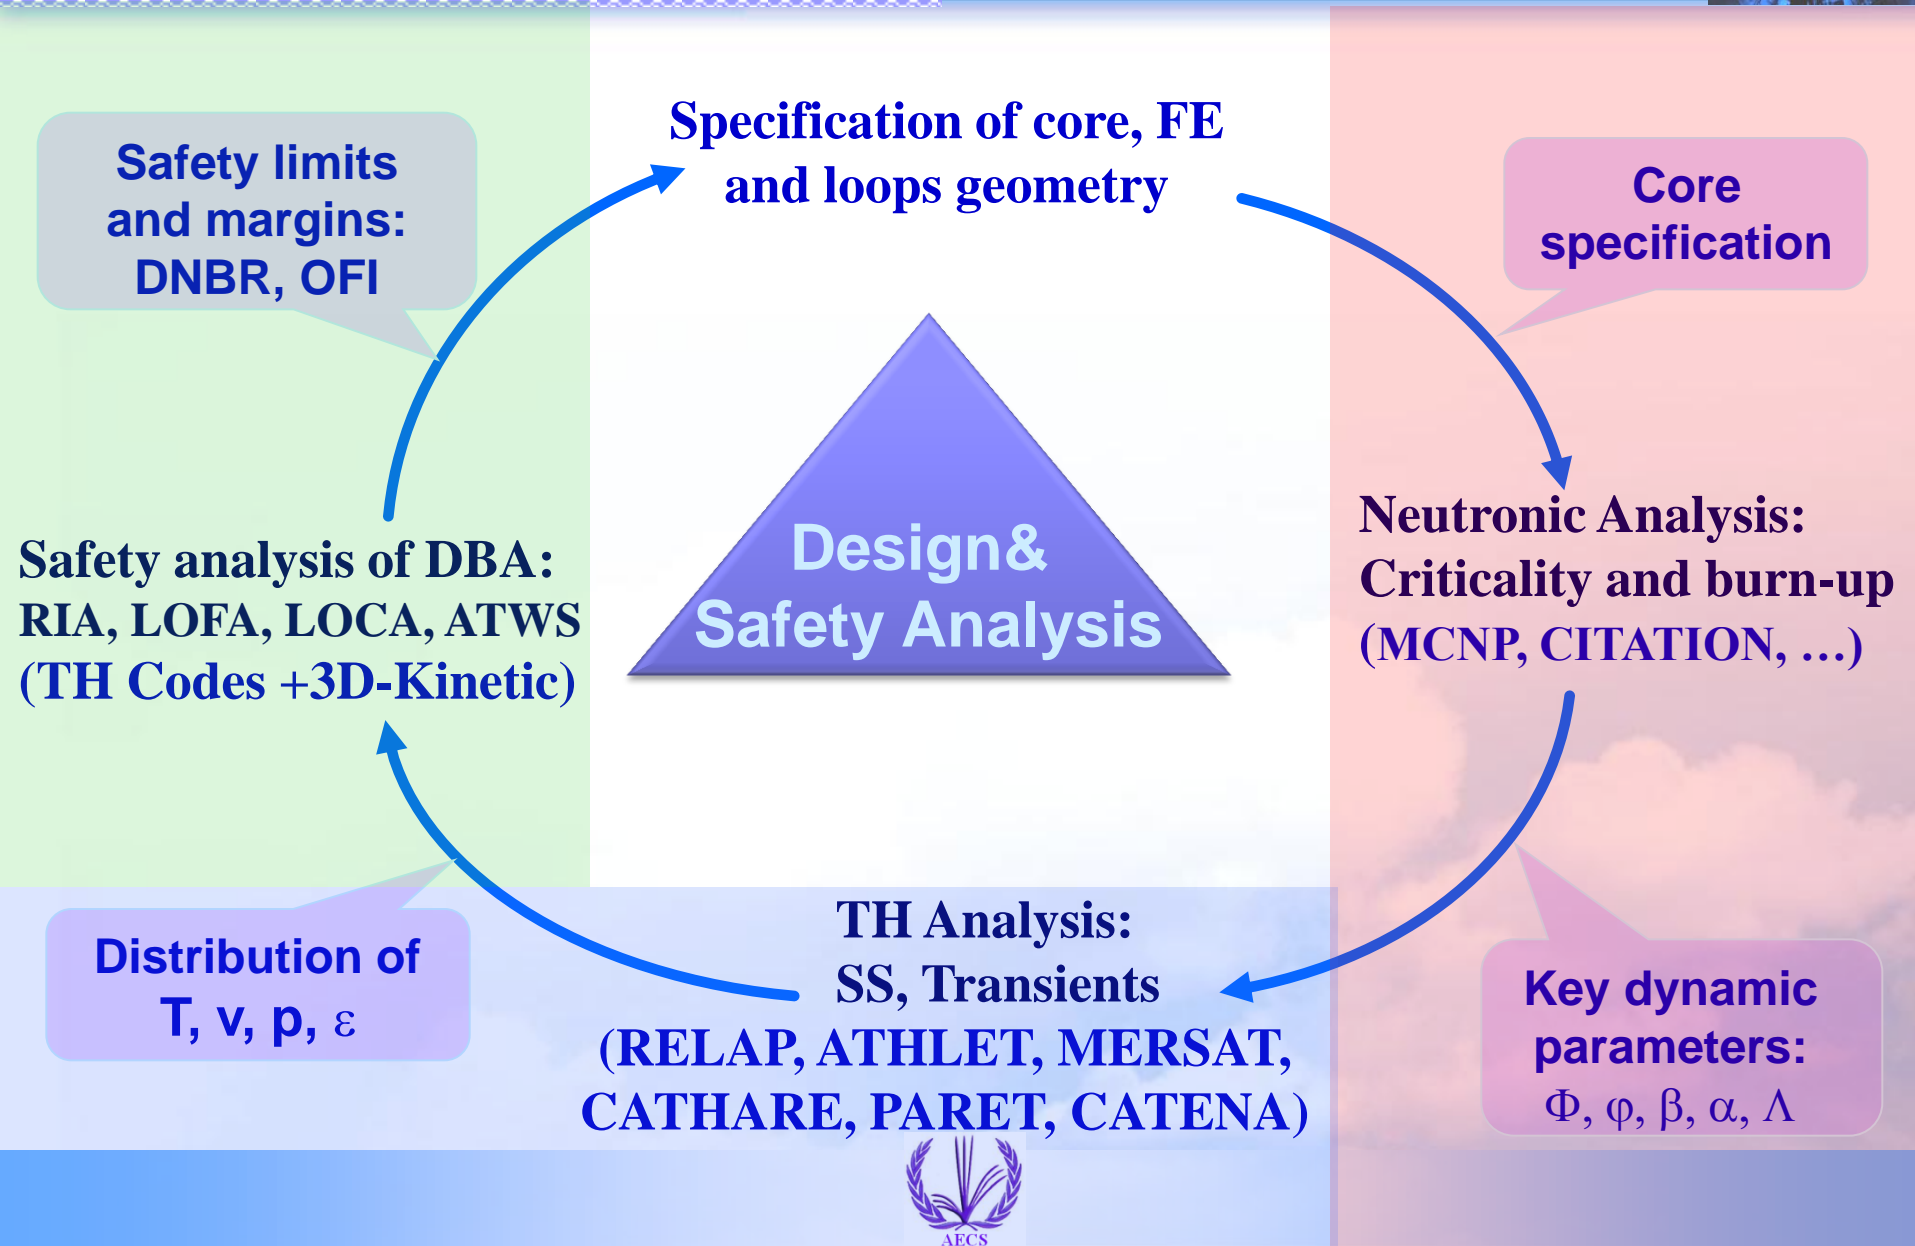 Specification of core, FE
and loops geometry
Safety limits
and margins:
DNBR, OFI
Core
specification
Design&
Safety Analysis
Neutronic Analysis:
Criticality and burn-up
(MCNP, CITATION, …)
Safety analysis of DBA:
RIA, LOFA, LOCA, ATWS
(TH Codes +3D-Kinetic)
TH Analysis:
SS, Transients
(RELAP, ATHLET, MERSAT,
CATHARE, PARET, CATENA)
Distribution of
T, v, p, ε
Key dynamic
parameters:
Φ, φ, β, α, Λ
AECS